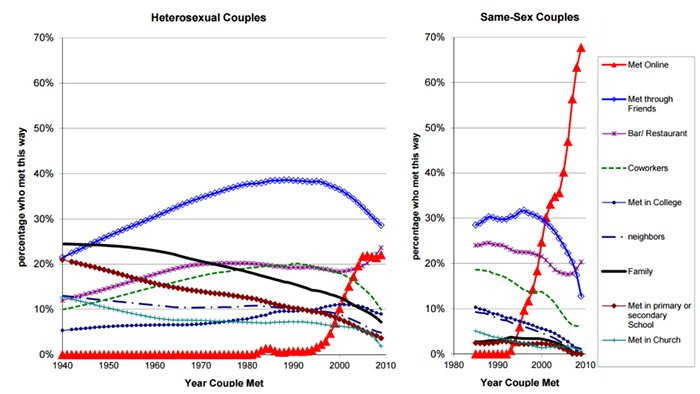 Heterosexual Couples
70%
60%
50%
40%
30%
20%
10%
0%
percentage who met this way
1940
1950
1960
1970
1980
1990
2000
2010
Year Couple Met
Same-Sex Couples
70%
60%
50%
40%
30%
20%
10%
0%
percentage who met this way
1980
1990
2000
2010
Year Couple Met
Met Online
Met through
Friends
Bar/ Restaurant
Coworkers
Met in College
neighbors
Family
Met in primary or
secondary
School
Met in Church